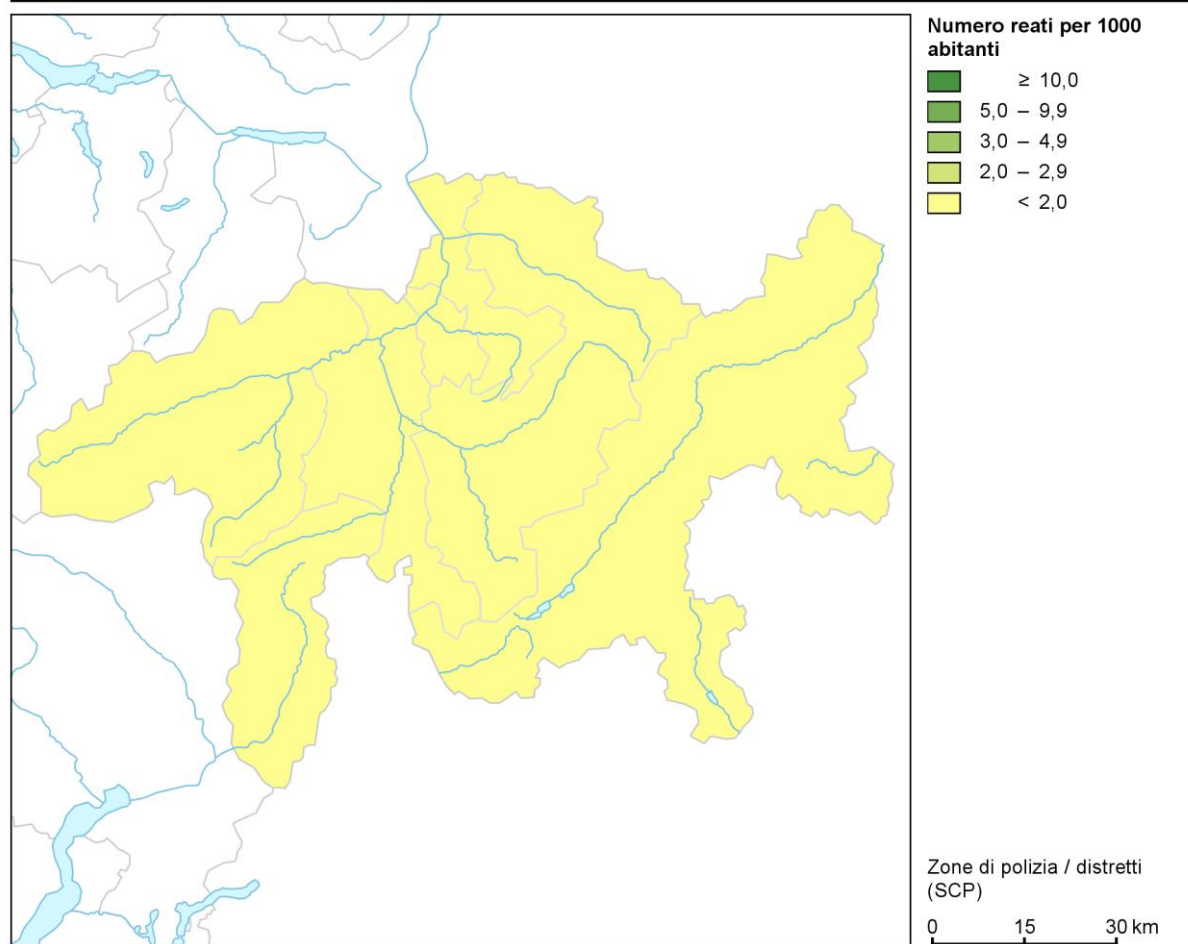 Numero reati per 1000
abitanti
≥ 10,0
5,0 – 9,9
3,0 – 4,9
2,0 – 2,9
< 2,0
Zone di polizia / distretti
(SCP)
0 15 30 km